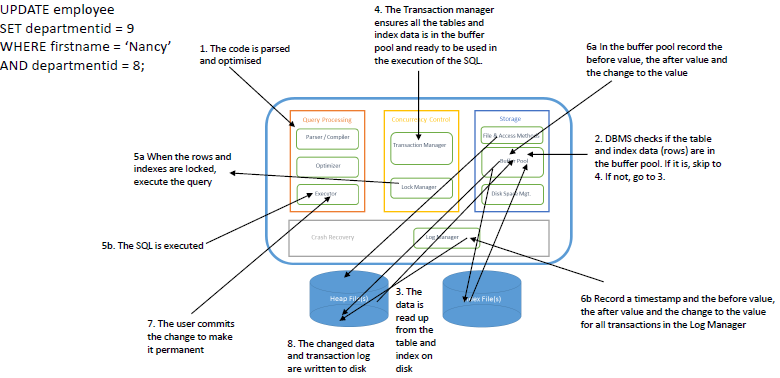 UPDATE employee
SET departmentid = 9
WHERE firstname = ‘Nancy’
AND departmentid = 8;
4. The Transaction manager
ensures all the tables and
index data is in the buffer
pool and ready to be used in
the execution of the SQL.
1. The code is parsed
and optimised
6a In the buffer pool record the
before value, the after value and
the change to the value
Query Processing
Concurrency Control
Storage
Parser / Compiler
Transaction Manager
File & Access Methods
2. DBMS checks if the table
and index data (rows) are in
the buffer pool. If it is, skip to
4. If not, go to 3.
5a When the rows and
indexes are locked,
execute the query
Optimizer
Buffer Pool
Executor
Lock Manager
Disk Space Mgt.
5b. The SQL is executed
Crash Recovery
Log Manager
Heap File(s)
File(s)
3. The
data is
read up
from the
table and
index on
disk
6b Record a timestamp and the before value,
the after value and the change to the value
for all transactions in the Log Manager
7. The user commits
the change to make
it permanent
8. The changed data
and transaction log
are written to disk